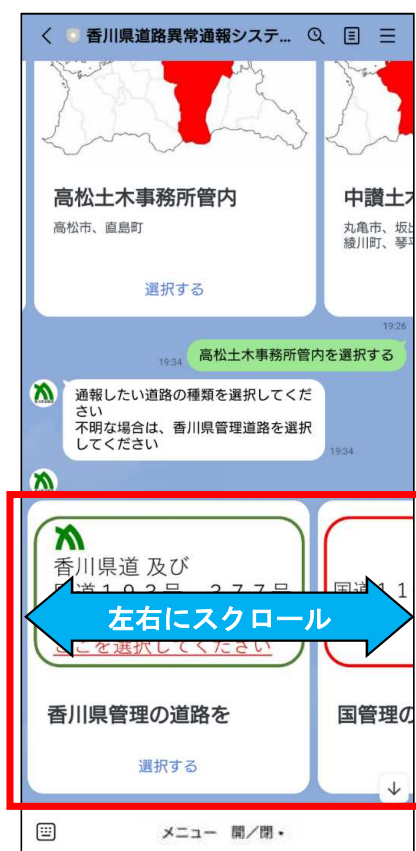 香川県道路異常通報システ...
高松土木事務所管内
高松市、直島町
選択する
中讃土
丸亀市、坂
綾川町、琴
19:26
19:34
高松土木事務所管内を選択する
通報したい道路の種類を選択してくだ
さい
不明な場合は、香川県管理道路を選択
してください
19:34
香川県道 及び
国道193号 377号
左右にスクロール
ここを選択してください
国道11
香川県管理の道路を
選択する
国管理の
メニュー 開/閉▾